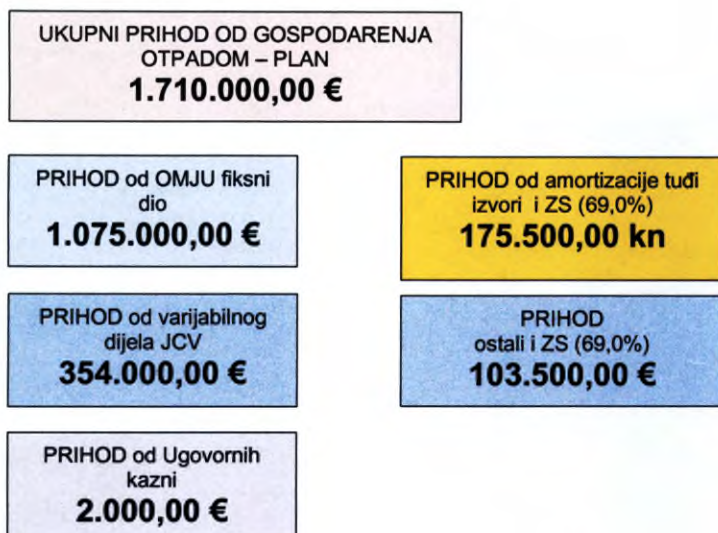 UKUPNI PRIHOD OD GOSPODARENJA
OTPADOM – PLAN
1.710.000,00 €
PRIHOD od OMJU fiksni
dio
1.075.000,00 €
PRIHOD od amortizacije tuđi
izvori i ZS (69,0%)
175.500,00 kn
PRIHOD od varijabilnog
dijela JCV
354.000,00 €
PRIHOD
ostali i ZS (69,0%)
103.500,00 €
PRIHOD od Ugovornih
kazni
2.000,00 €